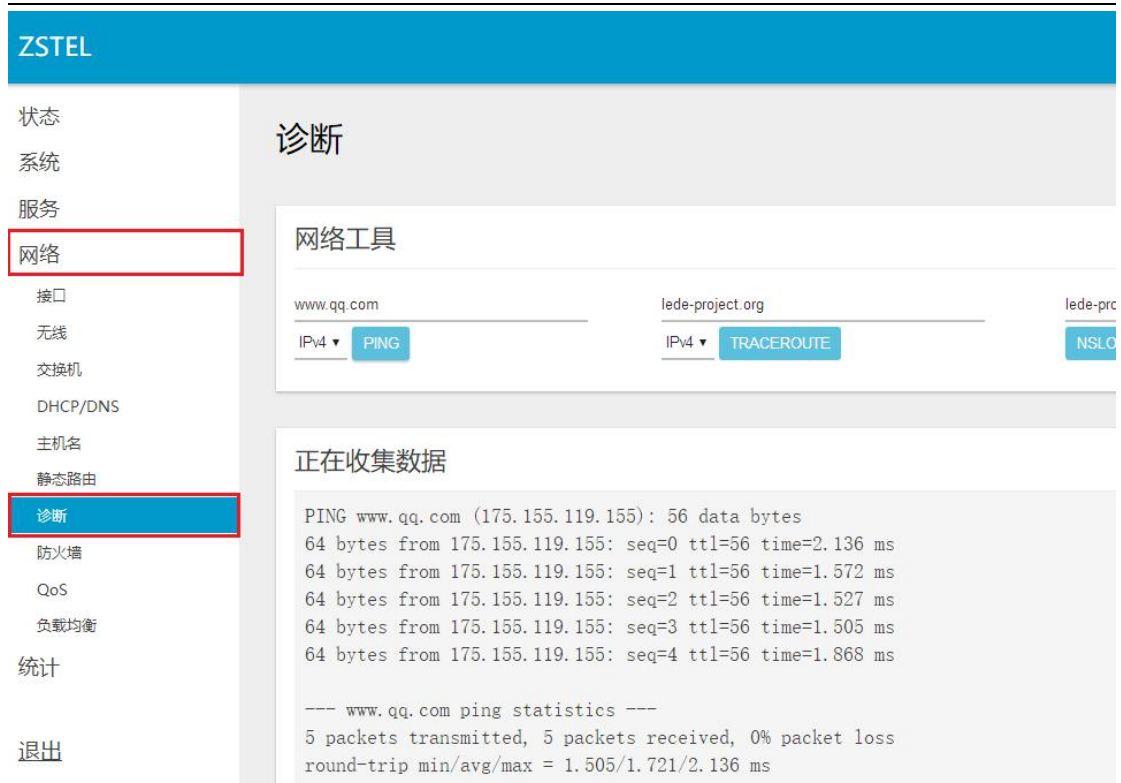 ZSTEL
状态
系统
服务
网络
接口
无线
交换机
DHCP/DNS
主机名
静态路由
诊断
防火墙
QoS
负载均衡
统计
退出
诊断
网络工具
www.qq.com lede-project.org lede-pro
IPv4 ▾ PING IPv4 ▾ TRACEROUTE NSLO
正在收集数据
PING www.qq.com (175.155.119.155): 56 data bytes
64 bytes from 175.155.119.155: seq=0 ttl=56 time=2.136 ms
64 bytes from 175.155.119.155: seq=1 ttl=56 time=1.572 ms
64 bytes from 175.155.119.155: seq=2 ttl=56 time=1.527 ms
64 bytes from 175.155.119.155: seq=3 ttl=56 time=1.505 ms
64 bytes from 175.155.119.155: seq=4 ttl=56 time=1.868 ms
--- www.qq.com ping statistics ---
5 packets transmitted, 5 packets received, 0% packet loss
round-trip min/avg/max = 1.505/1.721/2.136 ms